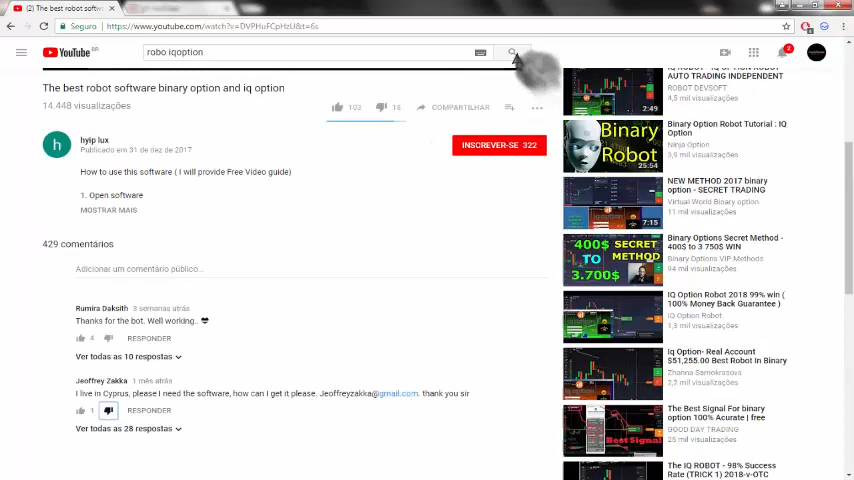 (2) The best robot softw
Seguro
https://www.youtube.com/watch?v=DVPHuFCpHzU&t=6s
YouTube BR
robo iqoption
4
2
The best robot software binary option and iq option
14.448 visualizações
103
18
COMPARTILHAR
hyip lux
Publicado em 31 de dez de 2017
INSCREVER-SE 322
How to use this software ( I will provide Free Video guide)
1. Open software
MOSTRAR MAIS
429 comentários
Adicionar um comentário público...
Rumira Daksith 3 semanas atrás
Thanks for the bot. Well working..
4
RESPONDER
Ver todas as 10 respostas
Jeoffrey Zakka 1 mês atrás
I live in Cyprus, please I need the software, how can I get it please. Jeoffreyzakka@gmail.com. thank you sir
1
RESPONDER
Ver todas as 28 respostas
AUTO TRADING INDEPENDENT
ROBOT DEVSOFT
4,5 mil visualizações
2:49
Binary Robot
25:54
Binary Option Robot Tutorial : IQ
Option
Ninja Option
3,9 mil visualizações
7:15
NEW METHOD 2017 binary
option - SECRET TRADING
Virtual World Binary option
11 mil visualizações
400$
TO
3.700$
SECRET
METHOD
Binary Options Secret Method -
400$ to 3 750$ WIN
Binary Options VIP Methods
94 mil visualizações
IQ Option Robot 2018 99% win (
100% Money Back Guarantee )
IQ Option Robot
1,3 mil visualizações
IQ Option- Real Account
$51,255.00 Best Robot In Binary
2,2 mil visualizações
Best Signal
The Best Signal For binary
option 100% Acurate | free
GOOD DAY TRADING
25 mil visualizações
The IQ ROBOT - 98% Success
Rate (TRICK 1) 2018-v-OTC